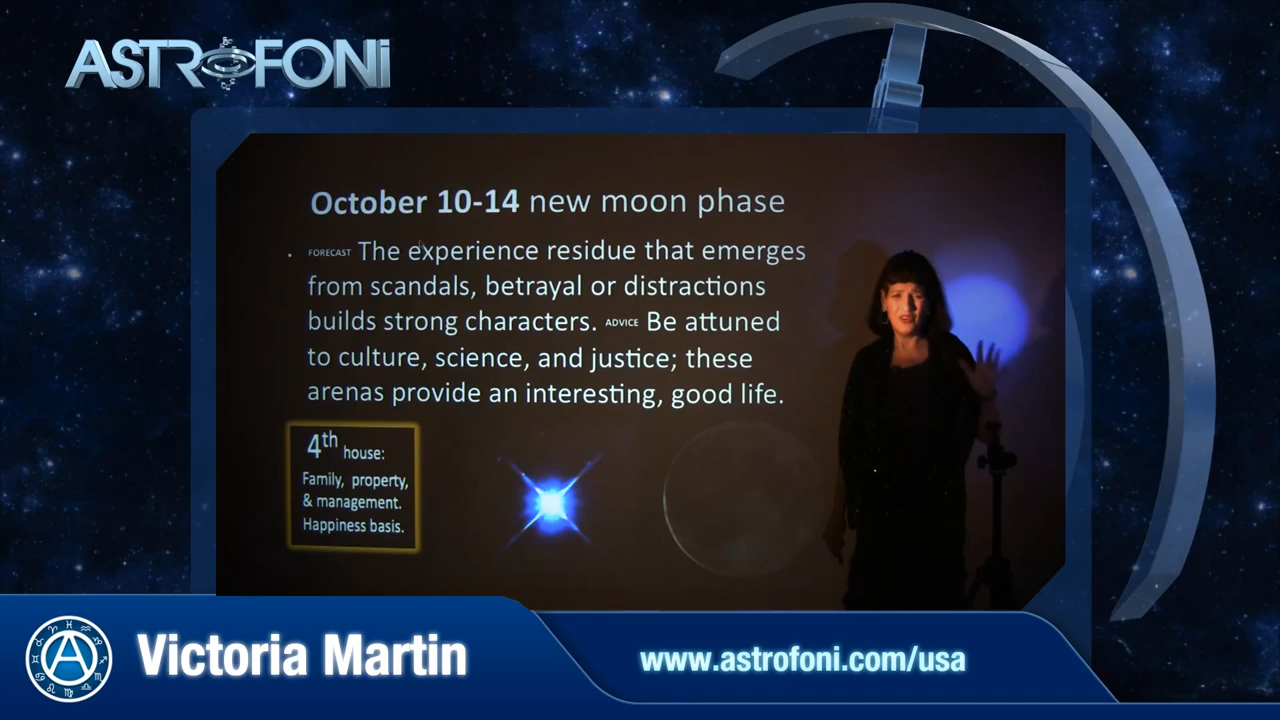 ASTROFONi
October 10-14 new moon phase
. FORECAST The experience residue that emerges
from scandals, betrayal or distractions
builds strong characters. ADVICE Be attuned
to culture, science, and justice; these
arenas provide an interesting, good life.
4th house:
Family, property,
& management.
Happiness basis.
A Victoria Martin
www.astrofoni.com/usa